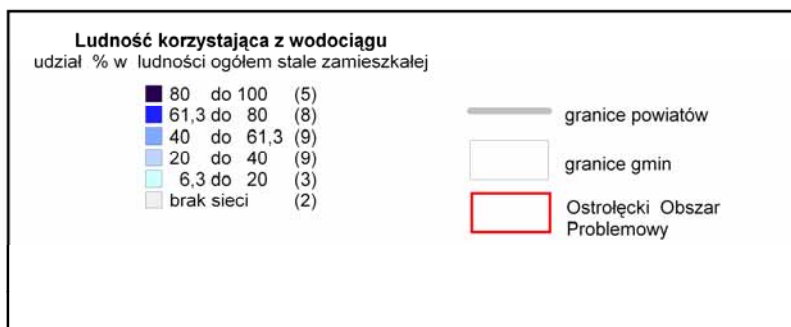 Ludność korzystająca z wodociągu
udział % w ludności ogółem stale zamieszkałej
80 do 100 (5)
61,3 do 80 (8)
40 do 61,3 (9)
20 do 40 (9)
6,3 do 20 (3)
brak sieci (2)
granice powiatów
granice gmin
Ostrołęcki Obszar
Problemowy